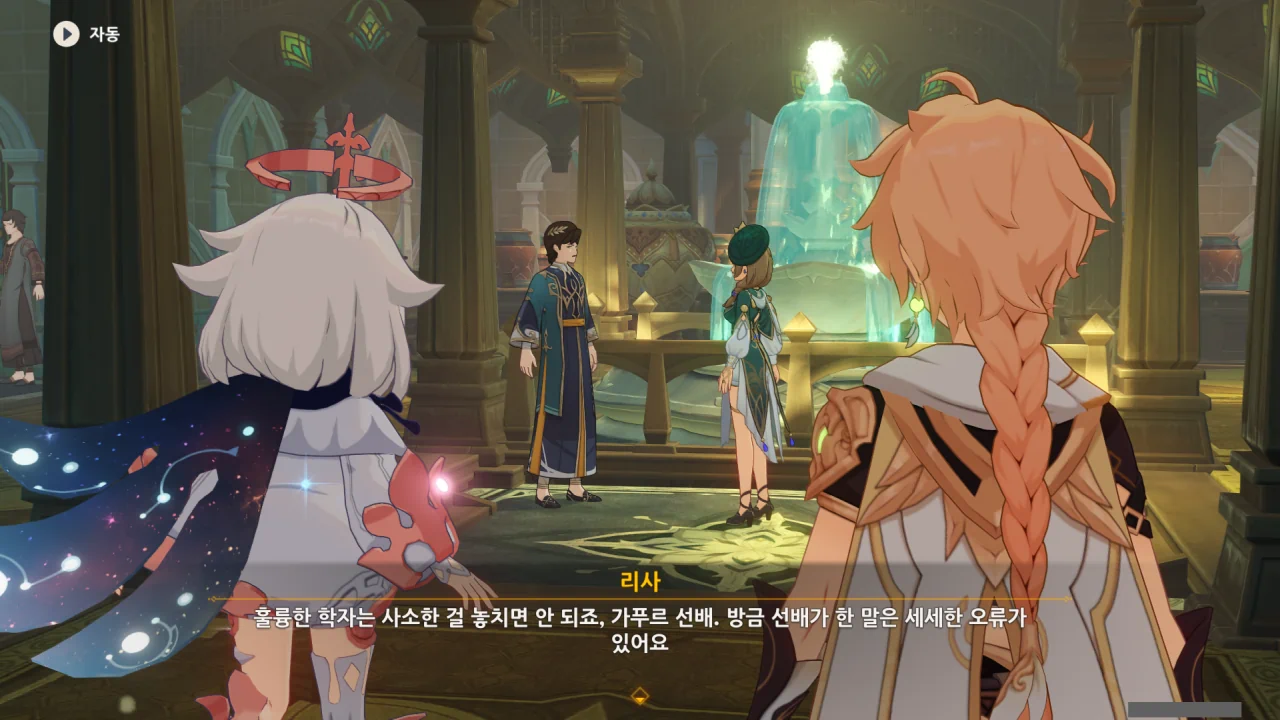 자동
리사
훌륭한 학자는 사소한 걸 놓치면 안 되죠, 가푸르 선배. 방금 선배가 한 말은 세세한 오류가
있어요